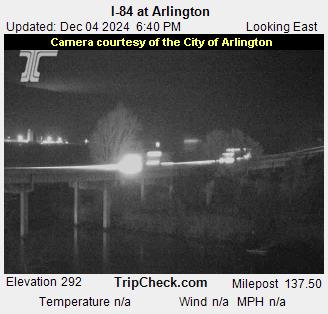 I-84 at Arlington
Updated: Dec 04 2024 6:40 PM Looking East
Camera courtesy of the City of Arlington
Elevation 292 TripCheck.com Milepost 137.50
Temperature n/a Wind n/a MPH n/a